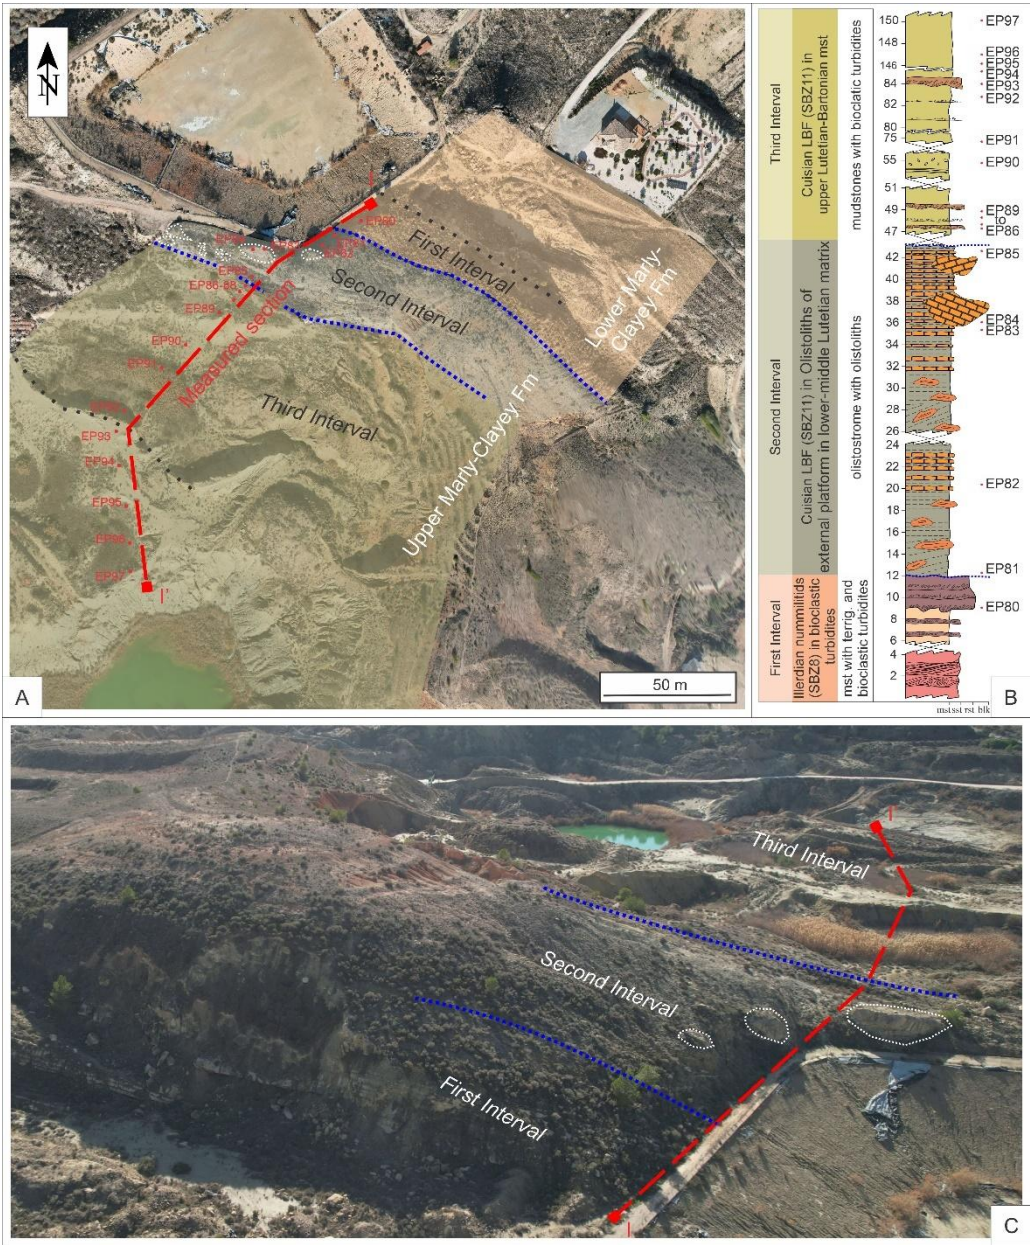 N
I
EP80
EP86-88
EP89
EP90
EP93
EP94
EP95
EP96
EP97
I'
Measured section
First Interval
Second Interval
Third Interval
Lower Marly-
Clayey Fm
Upper Marly-Clayey Fm
50 m
A
Third Interval
Cuisian LBF (SBZ11) in
upper Lutetian-Bartonian mst
mudstones with bioclatic turbidites
Second Interval
Cuisian LBF (SBZ11) in Olistoliths of
external platform in lower-middle Lutetian matrix
olistostrome with olistoliths
First Interval
Illerdian nummilitids
(SBZ8) in bioclastic
turbidites
mst with terrig. and
bioclastic turbidites
150
148
146
84
82
80
75
55
51
49
47
42
40
38
36
34
32
30
28
26
24
22
20
18
16
14
12
10
8
6
4
2
EP97
EP96
EP95
EP94
EP93
EP92
EP91
EP90
EP89
to
EP86
EP85
EP84
EP83
EP82
EP81
EP80
mst sst rst blk
B
Third Interval
Second Interval
First Interval
I
C